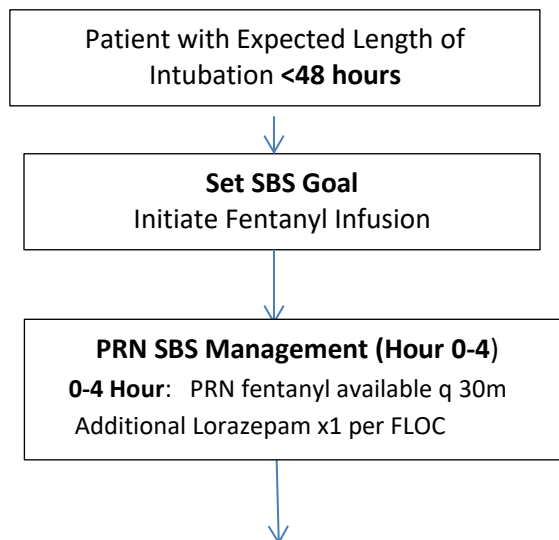 Patient with Expected Length of
Intubation <48 hours
Set SBS Goal
Initiate Fentanyl Infusion
PRN SBS Management (Hour 0-4)
0-4 Hour: PRN fentanyl available q 30m
Additional Lorazepam x1 per FLOC